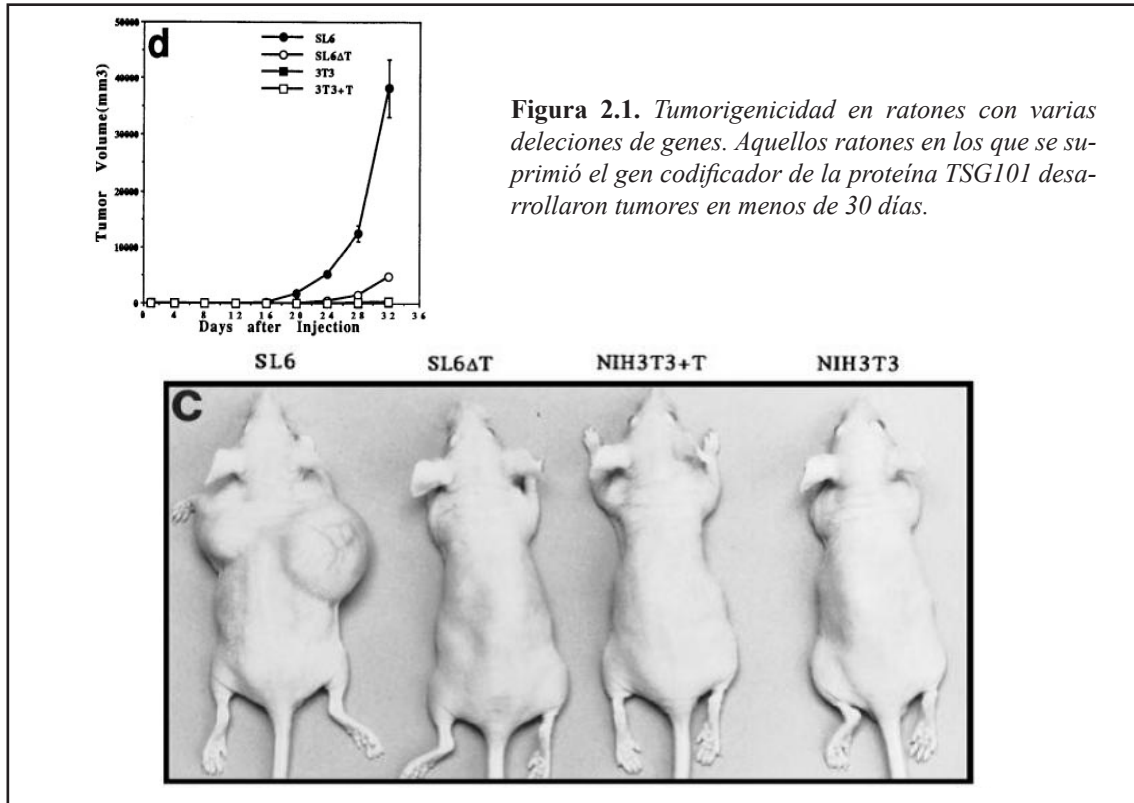 d
SL6
SL6ΔT
3T3
3T3+T
Tumor Volume(mm3)
50000
40000
30000
20000
10000
0
0 4 8 12 16 20 24 28 32 36
Days after Injection
Figura 2.1. Tumorigenicidad en ratones con varias
deleciones de genes. Aquellos ratones en los que se su-
primió el gen codificador de la proteína TSG101 desa-
rrollaron tumores en menos de 30 días.
SL6 SL6ΔT NIH3T3+T NIH3T3
c